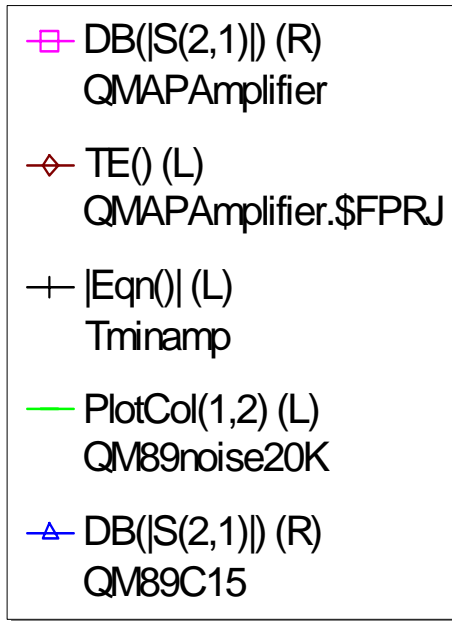 DB(|S(2,1)|) (R)
QMAPAmplifier
TE() (L)
QMAPAmplifier.$FPRJ
|Eqn()| (L)
Tminamp
PlotCol(1,2) (L)
QM89noise20K
DB(|S(2,1)|) (R)
QM89C15